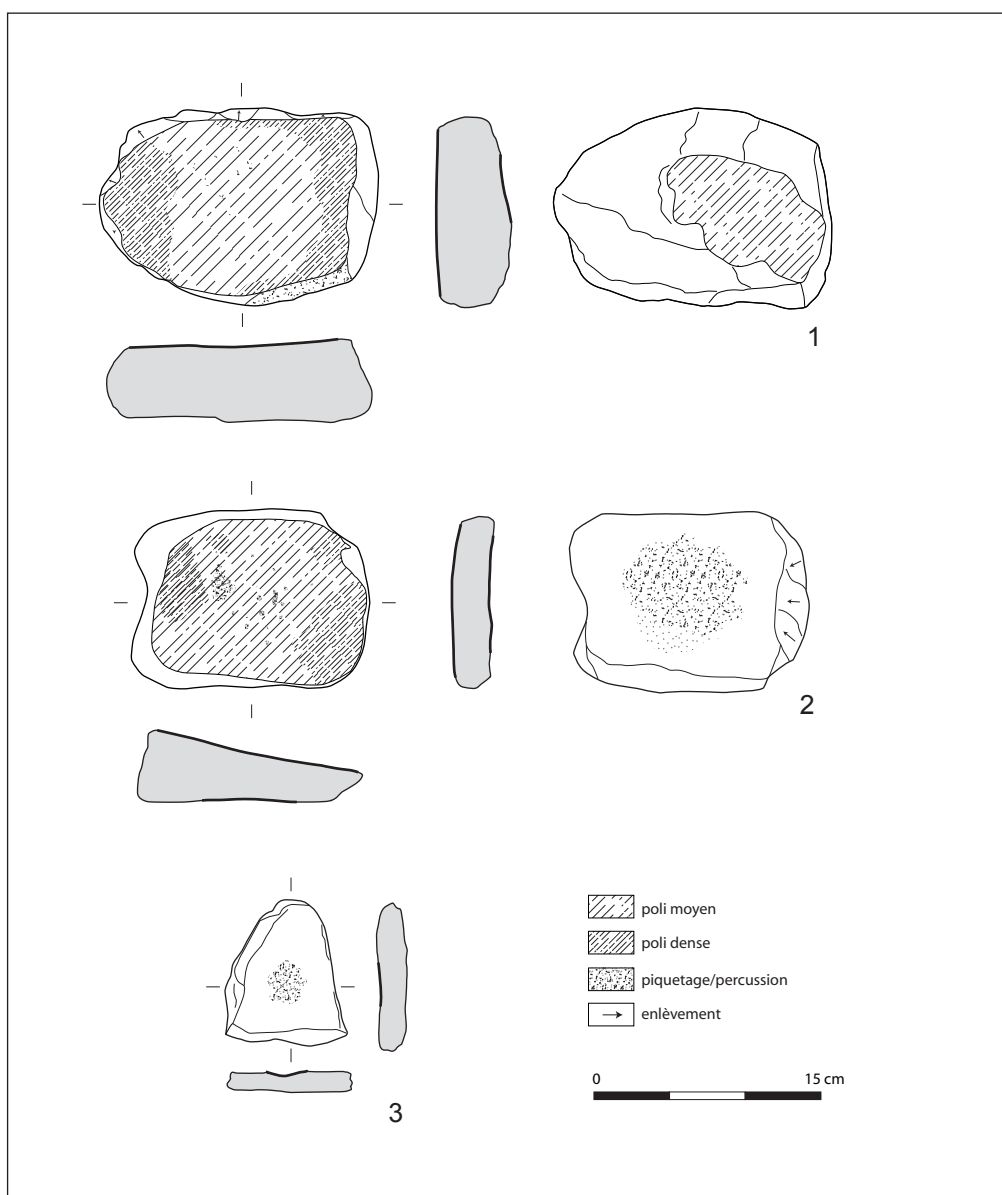 1
2
3
poli moyen
poli dense
piquetage/percussion
enlèvement
0 15 cm